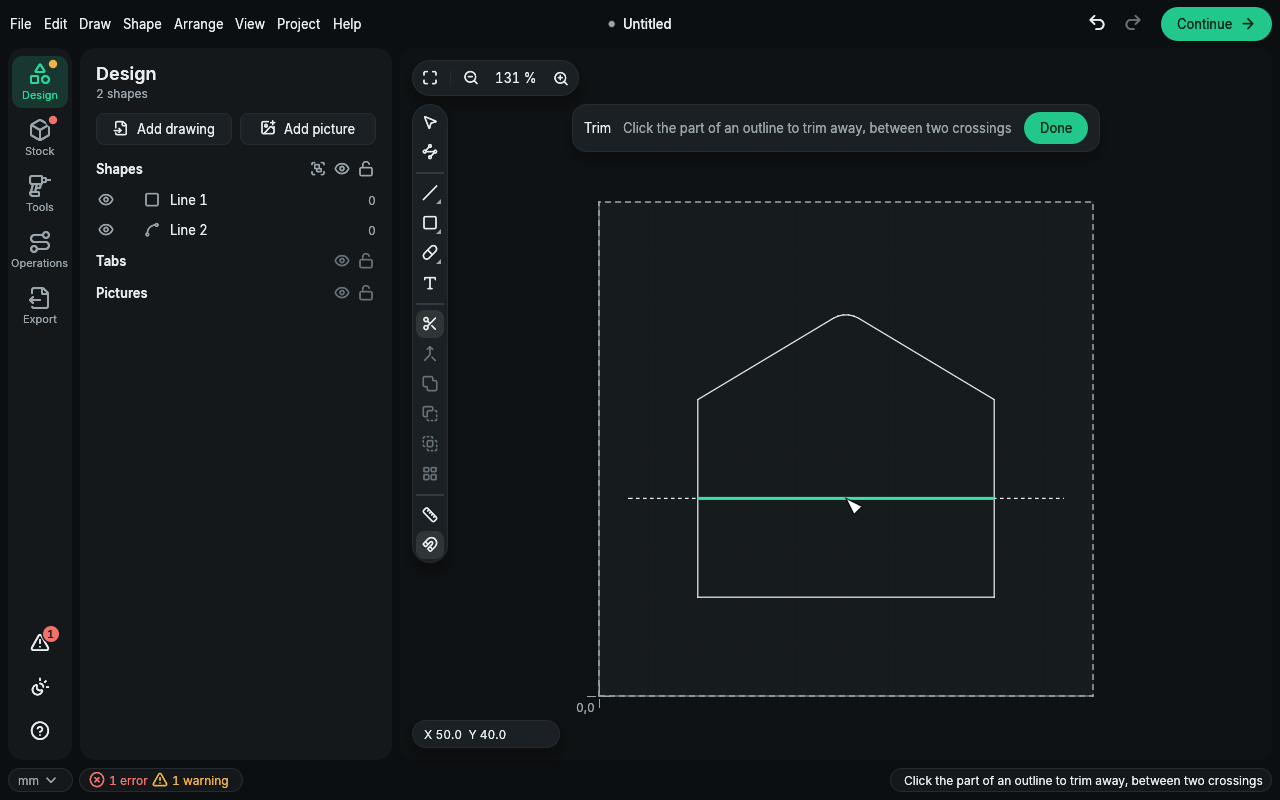 File Edit Draw Shape Arrange View Project Help
Untitled
Continue
Design
Stock
Tools
Operations
Export
1
Design
2 shapes
Add drawing
Add picture
Shapes
Line 1 0
Line 2 0
Tabs
Pictures
131 %
Trim Click the part of an outline to trim away, between two crossings Done
0,0
X 50.0 Y 40.0
mm
1 error 1 warning
Click the part of an outline to trim away, between two crossings